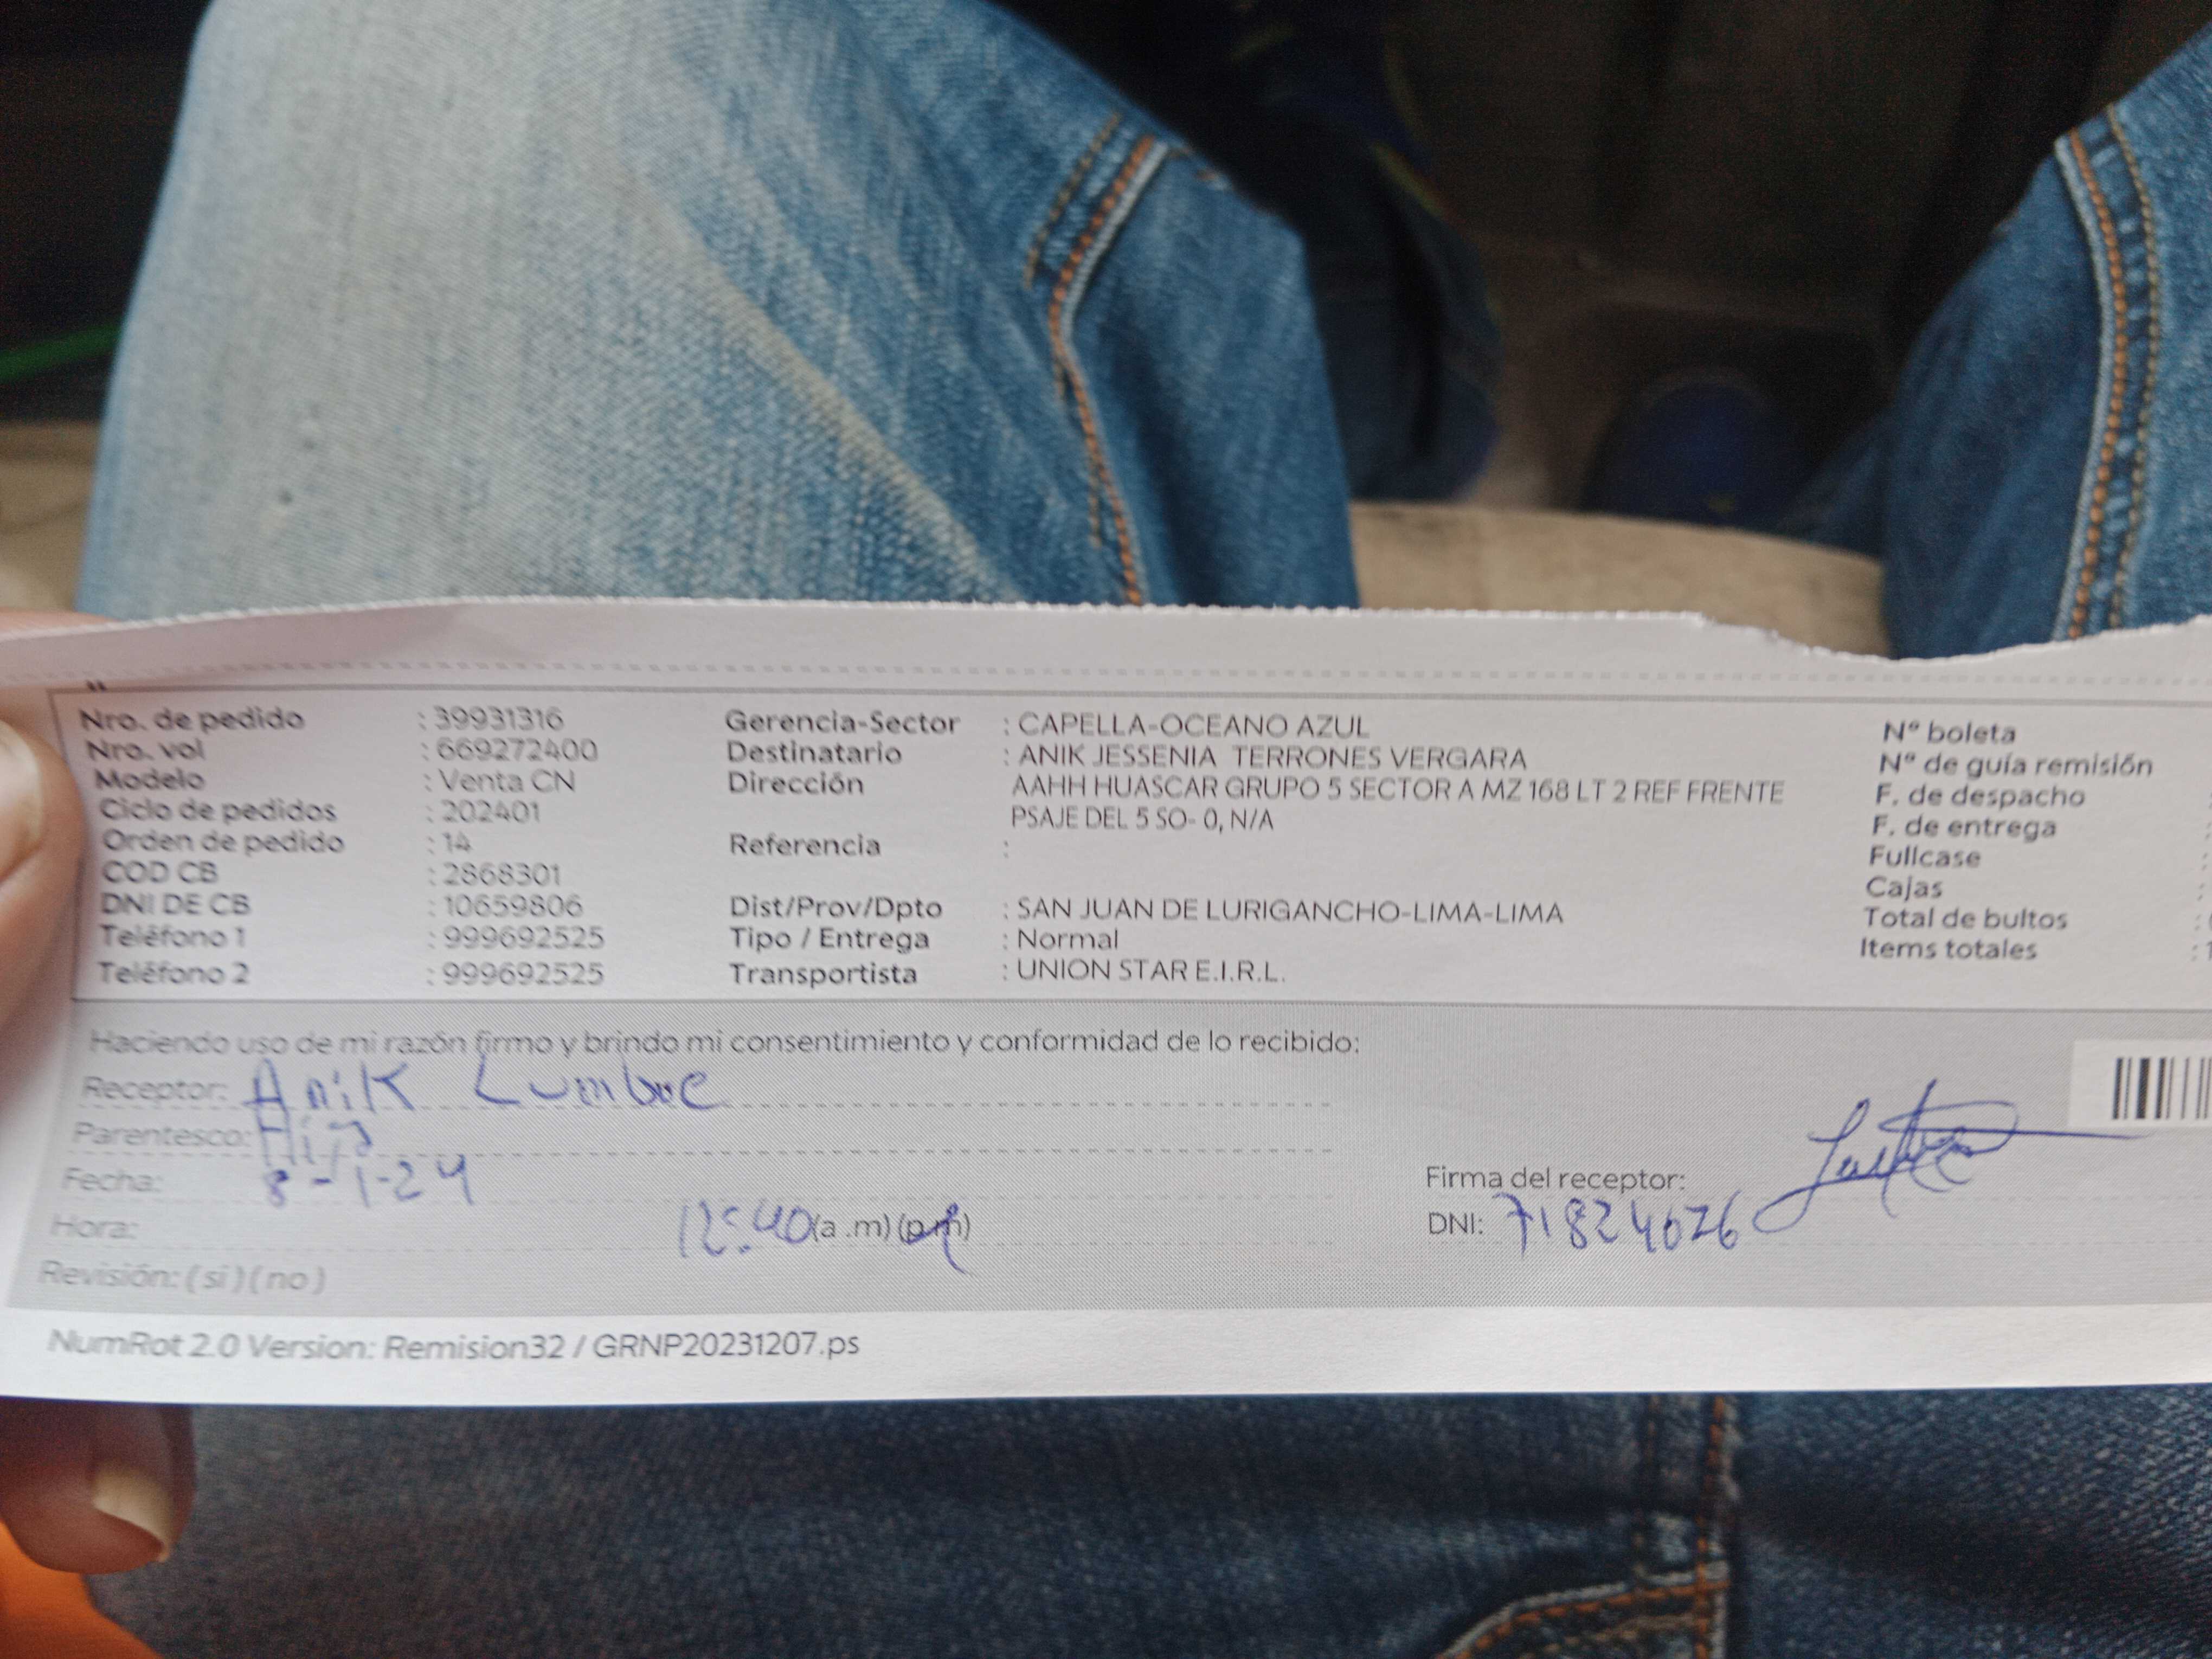 Nro. de pedido : 39931316 Gerencia-Sector : CAPELLA-OCEANO AZUL Nº boleta
Nro. vol : 669272400 Destinatario : ANIK JESSENIA TERRONES VERGARA Nº de guía remisión
Modelo : Venta CN Dirección AAHH HUASCAR GRUPO 5 SECTOR A MZ 168 LT 2 REF FRENTE F. de despacho
Ciclo de pedidos : 202401 PSAJE DEL 5 SO- 0, N/A F. de entrega
Orden de pedido : 14 Referencia : Fullcase
COD CB : 2868301 Cajas
DNI DE CB : 10659806 Dist/Prov/Dpto : SAN JUAN DE LURIGANCHO-LIMA-LIMA Total de bultos
Teléfono 1 : 999692525 Tipo / Entrega : Normal Items totales
Teléfono 2 : 999692525 Transportista : UNION STAR E.I.R.L.
Haciendo uso de mi razón firmo y brindo mi consentimiento y conformidad de lo recibido:
Receptor: Anik
Parentesco:
Fecha: 8-1-24 Firma del receptor:
Hora: 12:40 (a.m) (p.m) DNI: 71824026
Revisión: ( si ) ( no )
NumRot 2.0 Version: Remision32 / GRNP20231207.ps